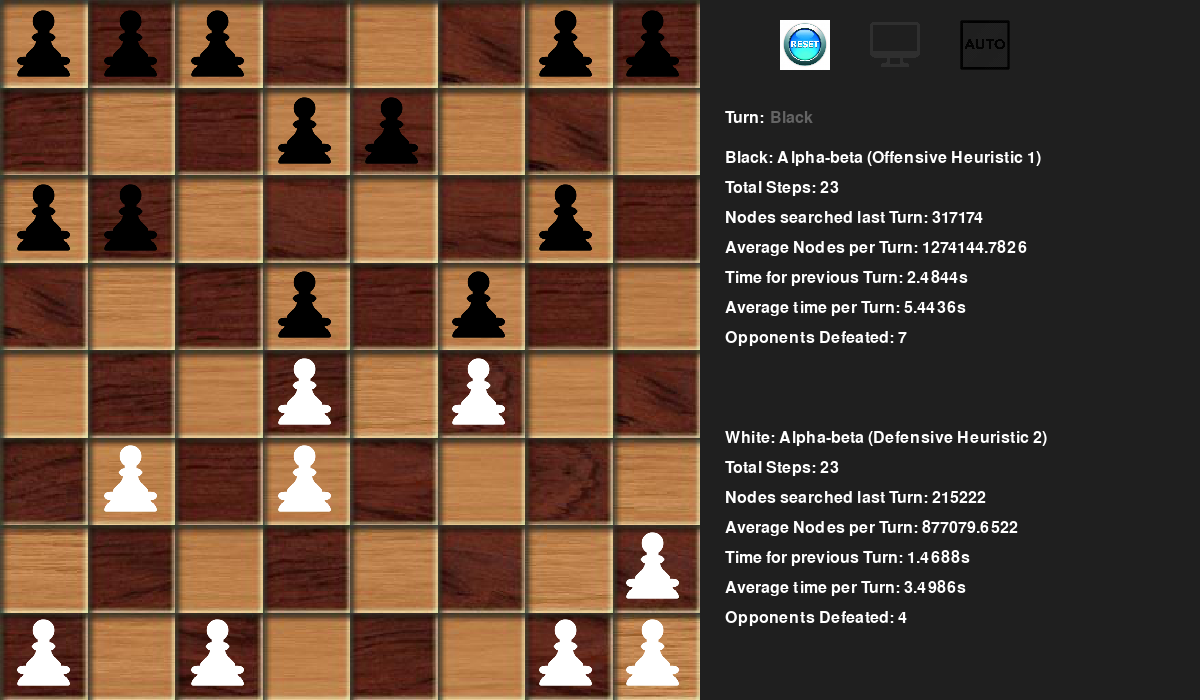 RESET
AUTO
Turn: Black
Black: Alpha-beta (Offensive Heuristic 1)
Total Steps: 23
Nodes searched last Turn: 317174
Average Nodes per Turn: 1274144.7826
Time for previous Turn: 2.4844s
Average time per Turn: 5.4436s
Opponents Defeated: 7
White: Alpha-beta (Defensive Heuristic 2)
Total Steps: 23
Nodes searched last Turn: 215222
Average Nodes per Turn: 877079.6522
Time for previous Turn: 1.4688s
Average time per Turn: 3.4986s
Opponents Defeated: 4